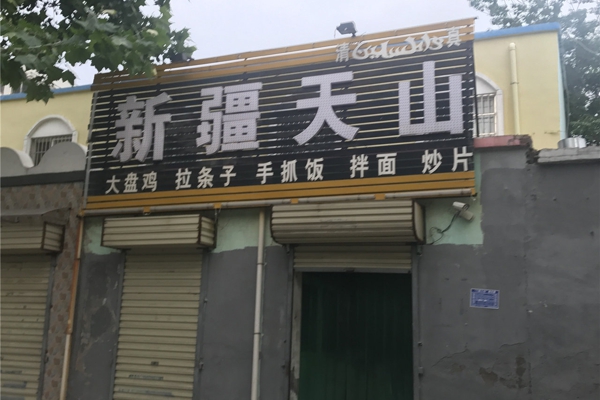 清 真
新疆天山
大盘鸡 拉条子 手抓饭 拌面 炒片